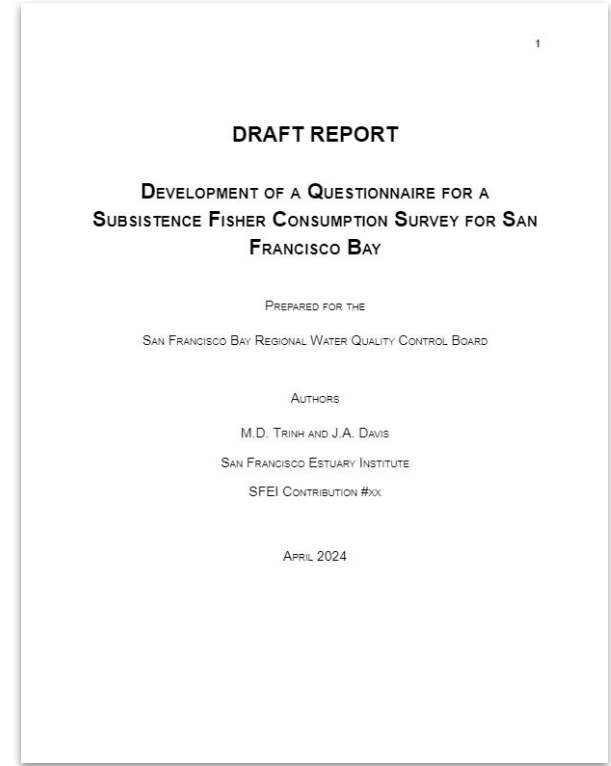 1
DRAFT REPORT
DEVELOPMENT OF A QUESTIONNAIRE FOR A
SUBSISTENCE FISHER CONSUMPTION SURVEY FOR SAN
FRANCISCO BAY
PREPARED FOR THE
SAN FRANCISCO BAY REGIONAL WATER QUALITY CONTROL BOARD
AUTHORS
M.D. TRINH AND J.A. DAVIS
SAN FRANCISCO ESTUARY INSTITUTE
SFEI CONTRIBUTION #XX
APRIL 2024